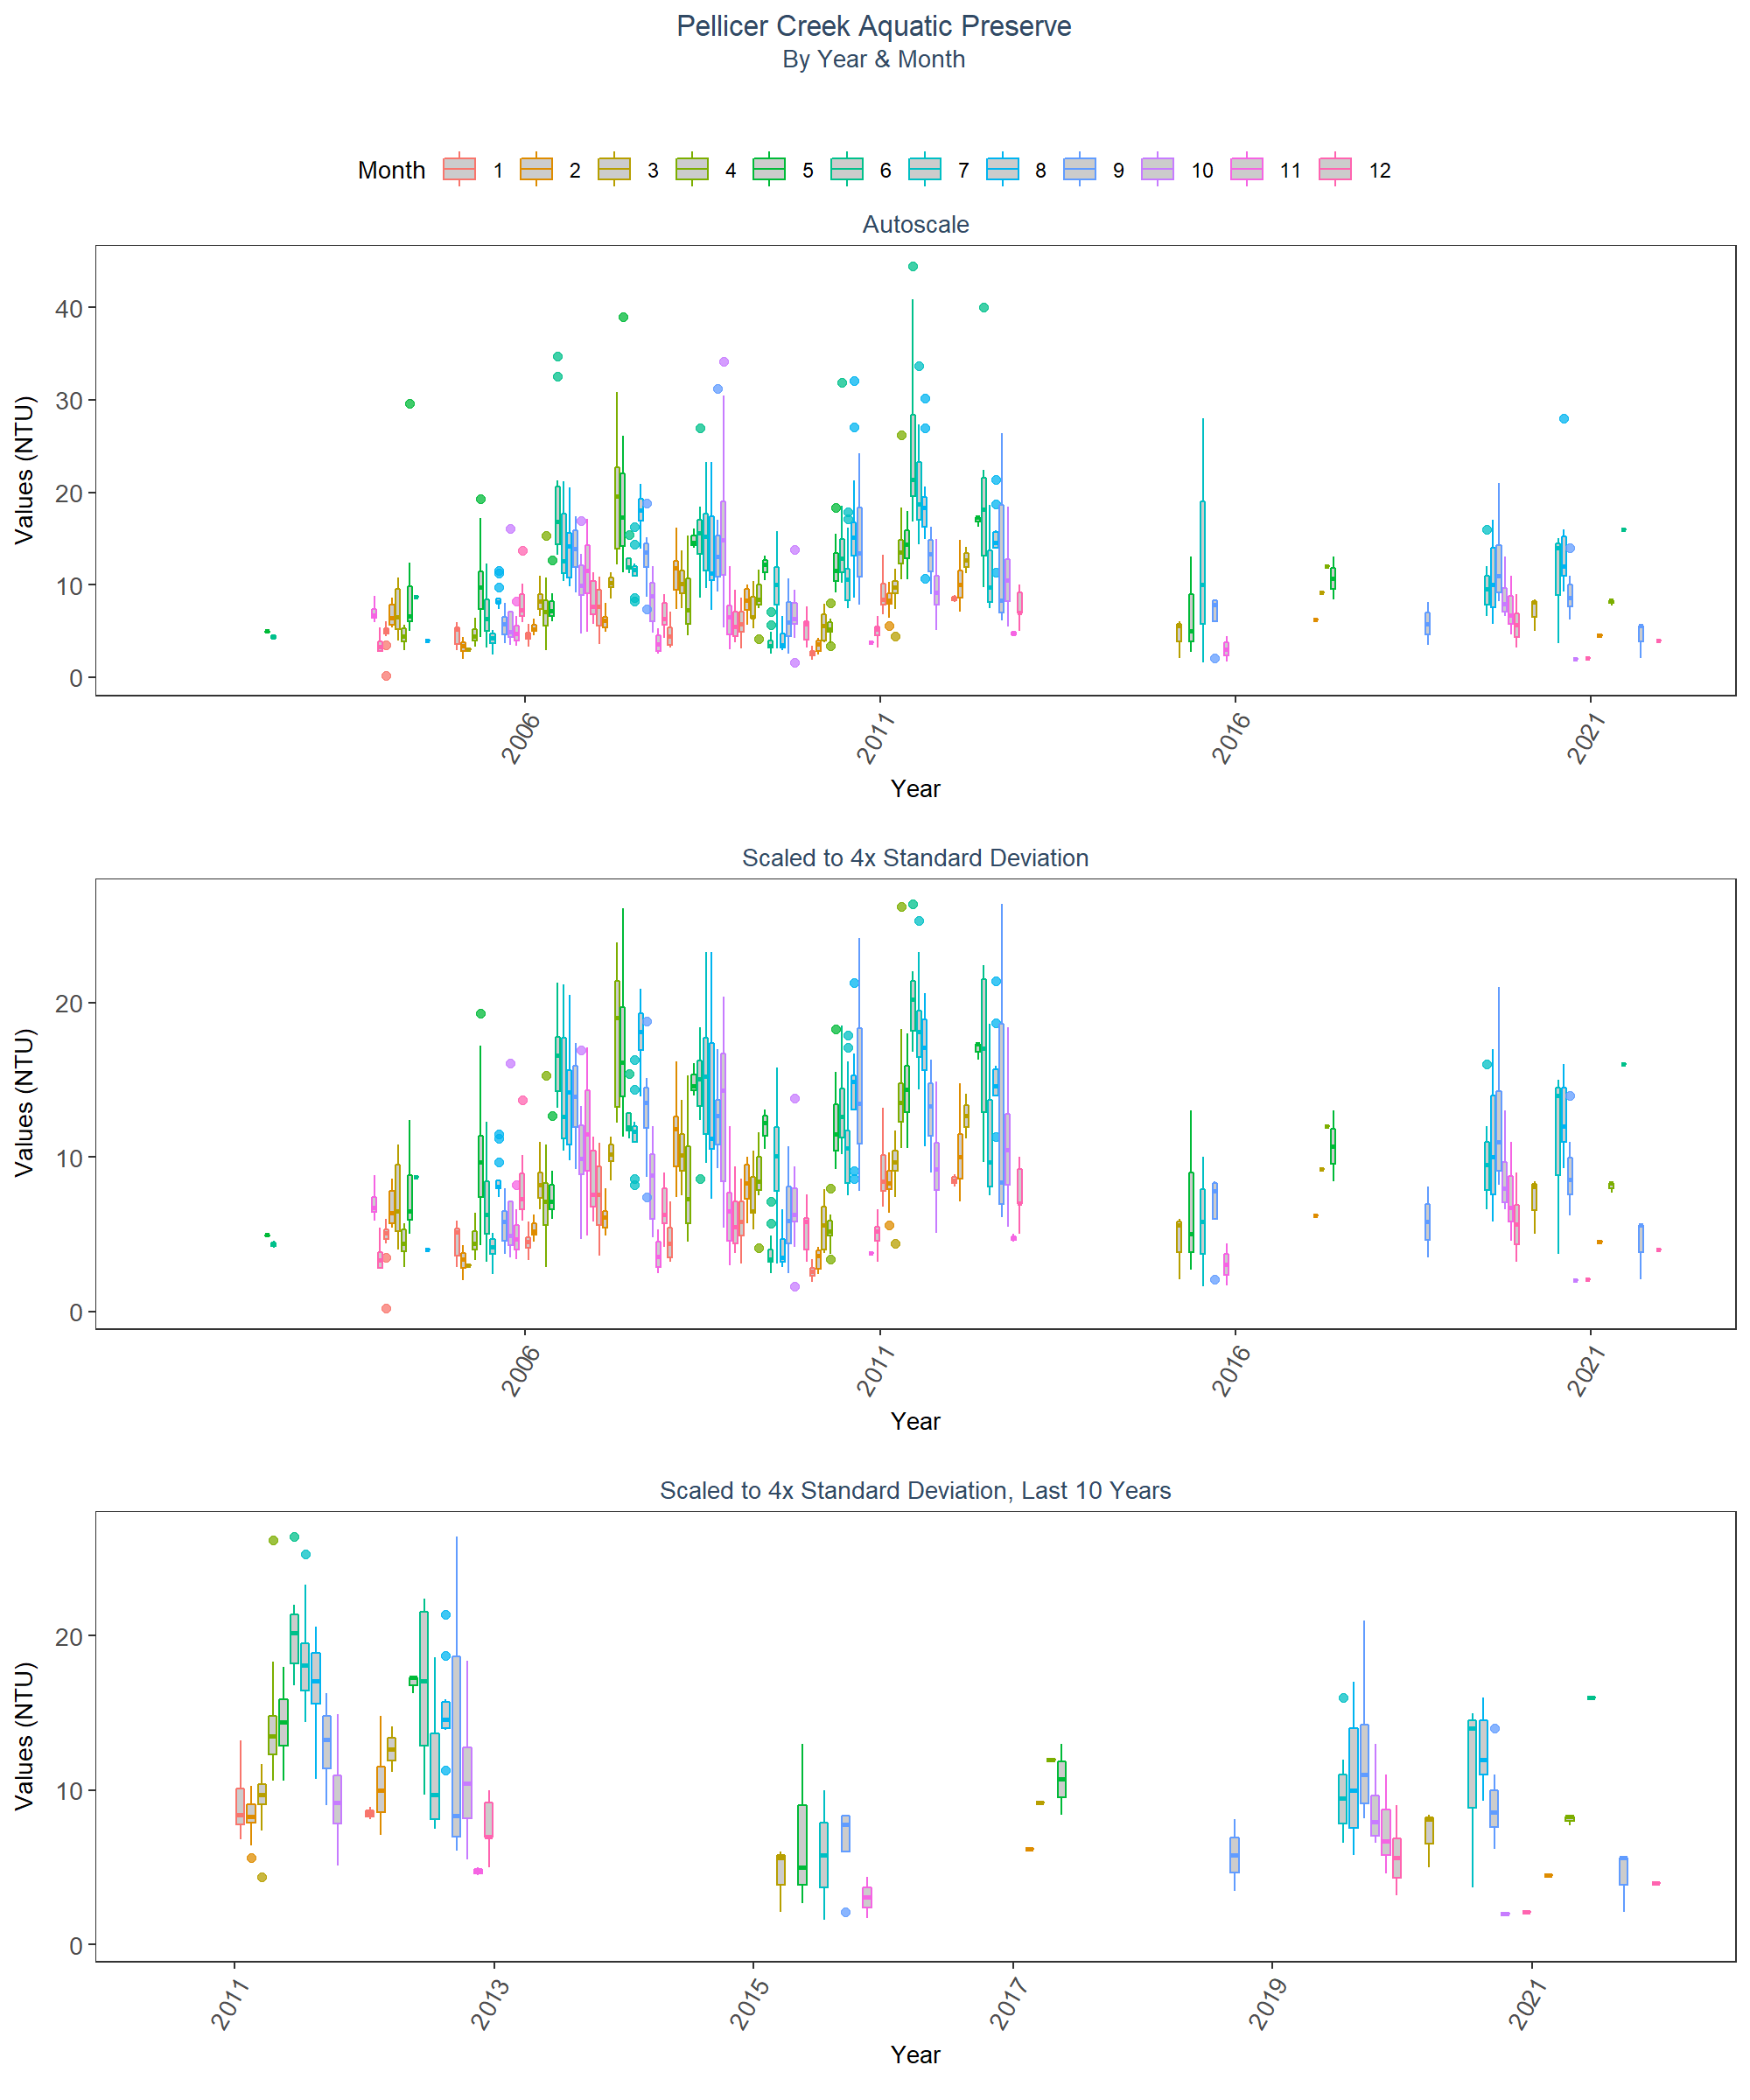 Pellicer Creek Aquatic Preserve
By Year & Month
Month 1 2 3 4 5 6 7 8 9 10 11 12
Autoscale
Values (NTU)
40
30
20
10
0
2006 2011 2016 2021
Year
Scaled to 4x Standard Deviation
Values (NTU)
20
10
0
2006 2011 2016 2021
Year
Scaled to 4x Standard Deviation, Last 10 Years
Values (NTU)
20
10
0
2011 2013 2015 2017 2019 2021
Year